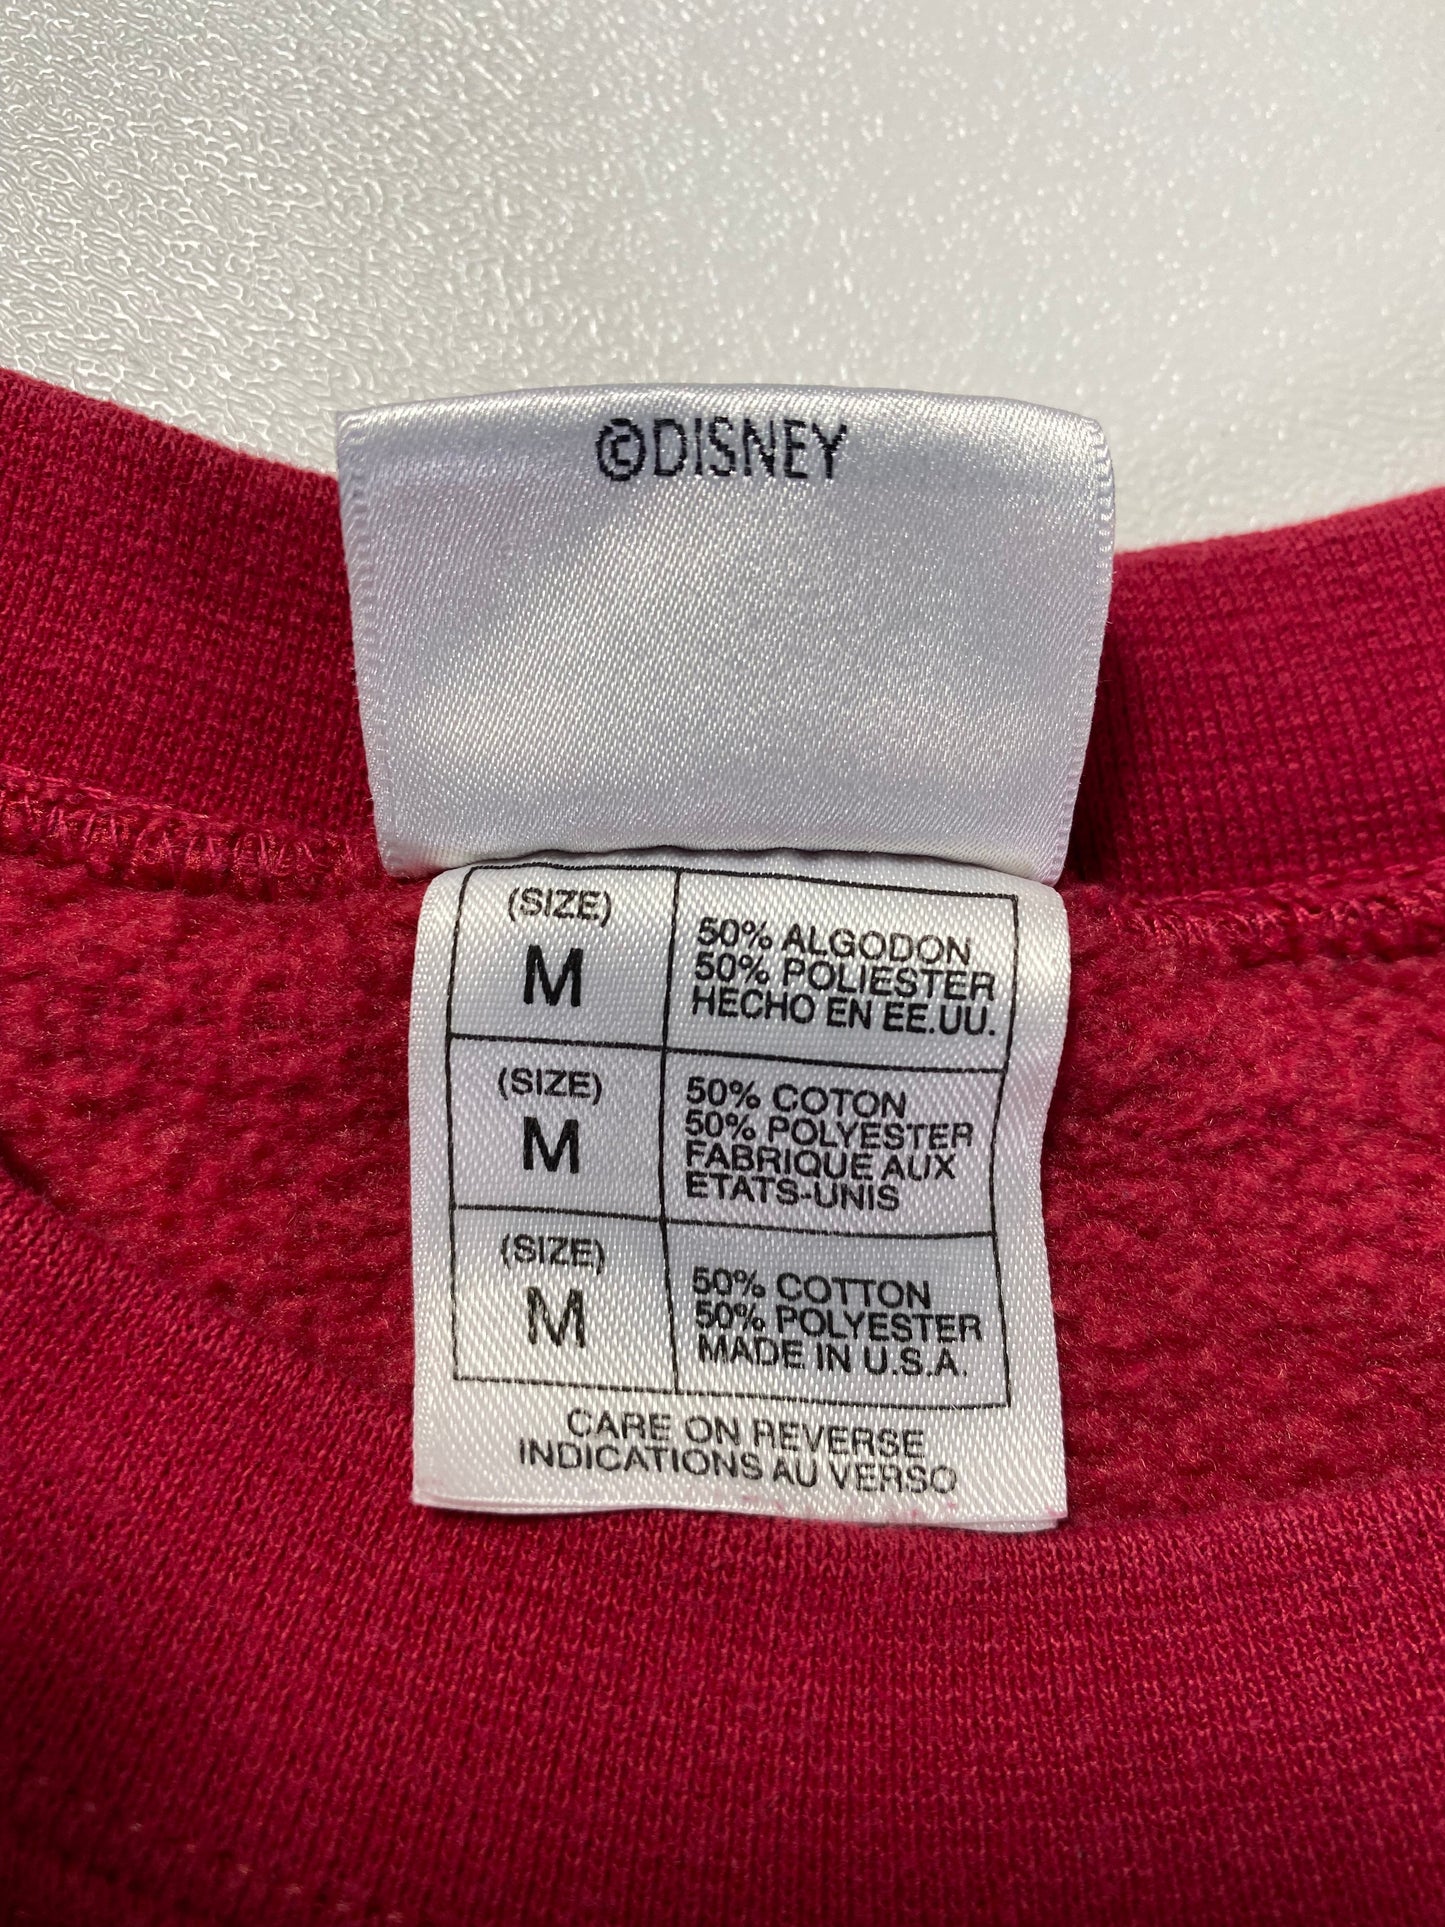 ©DISNEY
(SIZE)
M
50% ALGODON
50% POLIESTER
HECHO EN EE.UU.
(SIZE)
M
50% COTON
50% POLYESTER
FABRIQUE AUX
ETATS-UNIS
(SIZE)
M
50% COTTON
50% POLYESTER
MADE IN U.S.A.
CARE ON REVERSE
INDICATIONS AU VERSO